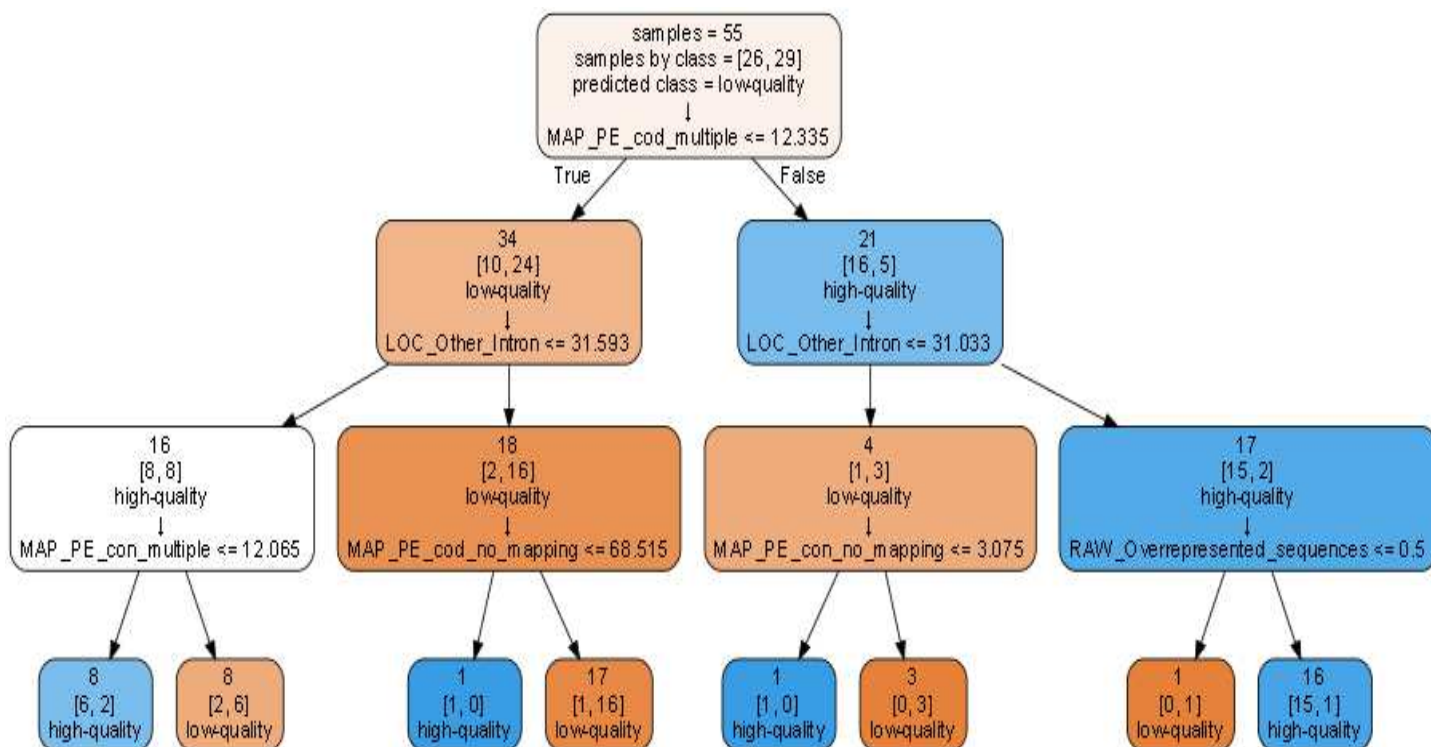 samples = 55
samples by class = [26, 29]
predicted class = low-quality
↓
MAP_PE_cod_multiple <= 12.335
True
False
34
[10, 24]
low-quality
↓
LOC_Other_Intron <= 31.593
21
[16, 5]
high-quality
↓
LOC_Other_Intron <= 31.033
16
[8, 8]
high-quality
↓
MAP_PE_con_multiple <= 12.065
18
[2, 16]
low-quality
↓
MAP_PE_cod_no_mapping <= 68.515
4
[1, 3]
low-quality
↓
MAP_PE_con_no_mapping <= 3.075
17
[15, 2]
high-quality
↓
RAW_Overrepresented_sequences <= 0.5
8
[6, 2]
high-quality
8
[2, 6]
low-quality
1
[1, 0]
high-quality
17
[1, 16]
low-quality
1
[1, 0]
high-quality
3
[0, 3]
low-quality
1
[0, 1]
low-quality
16
[15, 1]
high-quality